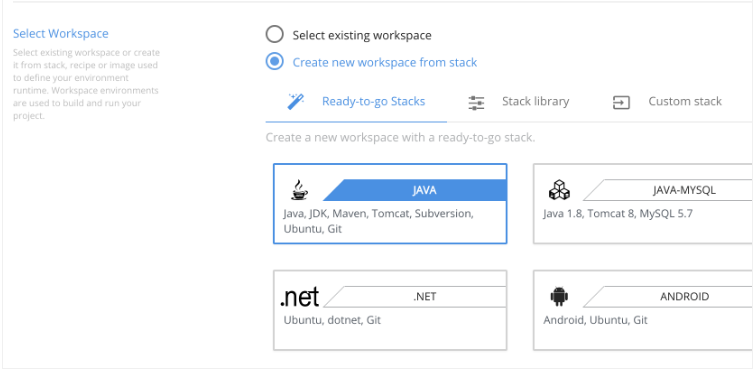 Select Workspace
Select existing workspace or create
it from stack, recipe or image used
to define your environment
runtime. Workspace environments
are used to build and run your
project.
Select existing workspace
Create new workspace from stack
Ready-to-go Stacks
Stack library
Custom stack
Create a new workspace with a ready-to-go stack.
JAVA
Java, JDK, Maven, Tomcat, Subversion,
Ubuntu, Git
JAVA-MYSQL
Java 1.8, Tomcat 8, MySQL 5.7
.net
.NET
Ubuntu, dotnet, Git
ANDROID
Android, Ubuntu, Git